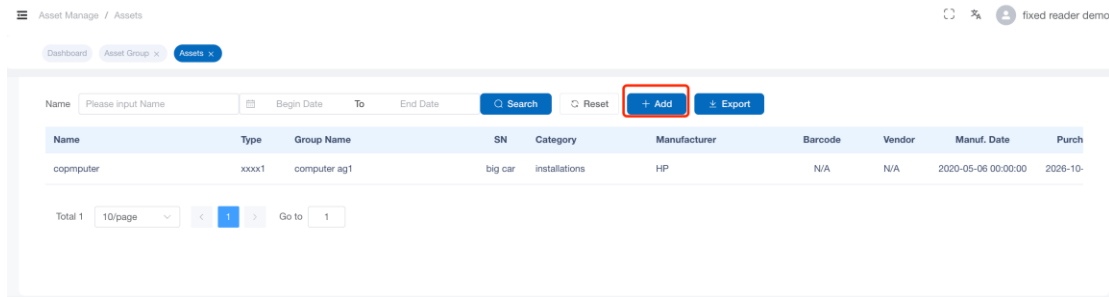 Asset Manage / Assets
fixed reader demo
Dashboard Asset Group × Assets ×
Name Please input Name Begin Date To End Date Search Reset + Add Export
Name Type Group Name SN Category Manufacturer Barcode Vendor Manuf. Date Purch
copmputer xxxx1 computer ag1 big car installations HP N/A N/A 2020-05-06 00:00:00 2026-10-
Total 1 10/page < 1 > Go to 1